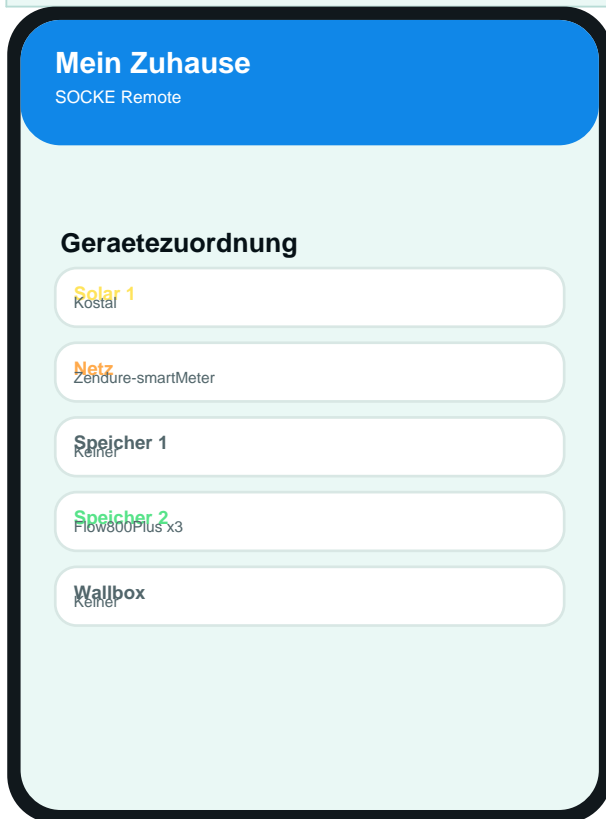 Mein Zuhause
SOCKE Remote
Geraetezuordnung
Solar 1
Kostal
Netz
Zendure-smartMeter
Speicher 1
Keiner
Speicher 2
Flow800Plus x3
Wallbox
Keiner